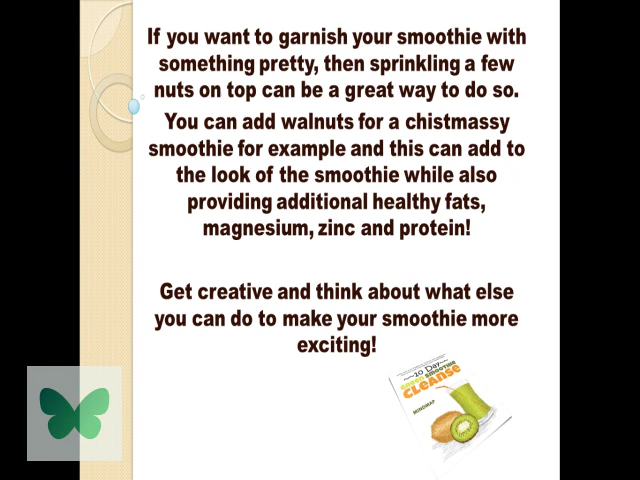 If you want to garnish your smoothie with
something pretty, then sprinkling a few
nuts on top can be a great way to do so.
You can add walnuts for a chistmassy
smoothie for example and this can add to
the look of the smoothie while also
providing additional healthy fats,
magnesium, zinc and protein!
Get creative and think about what else
you can do to make your smoothie more
exciting!
10 Day
GREEN SMOOTHIE
CLEANSE
MINDMAP